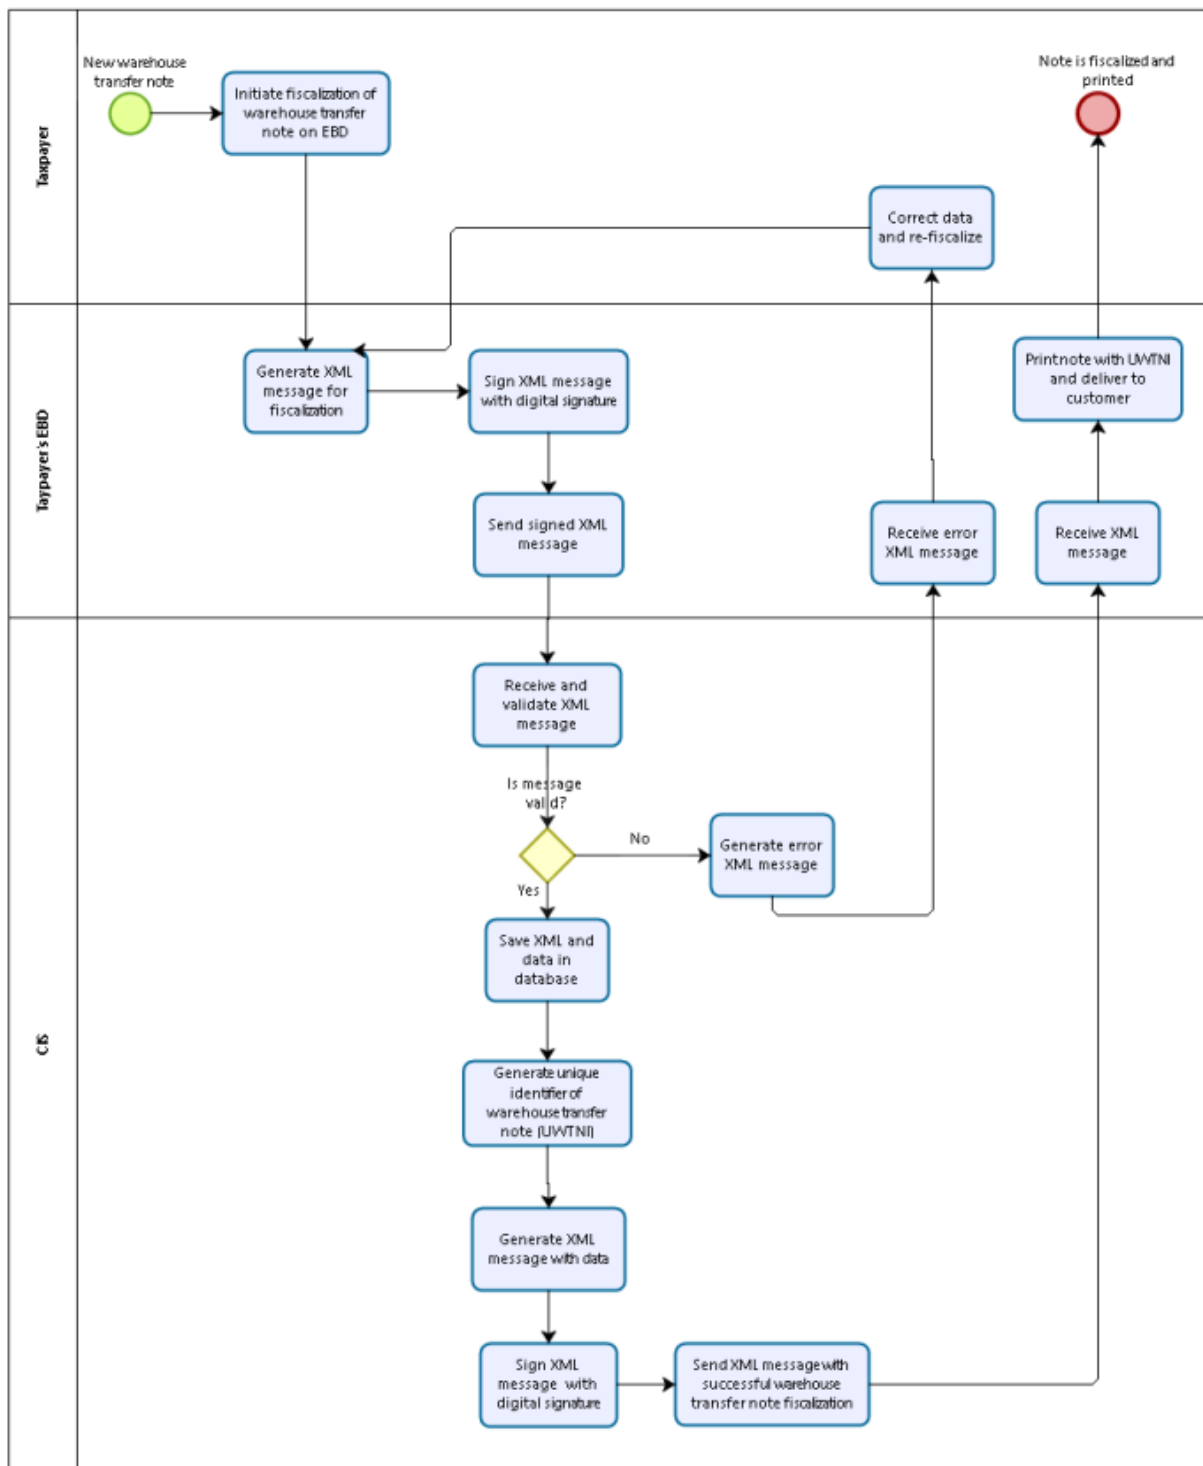 Taxpayer
New warehouse
transfer note
Initiate fiscalization of
warehouse transfer
note on EBD
Note is fiscalized and
printed
Correct data
and re-fiscalize
Taypayer's EBD
Generate XML
message for
fiscalization
Sign XML message
with digital signature
Print note with UWTNI
and deliver to
customer
Send signed XML
message
Receive error
XML message
Receive XML
message
CIS
Receive and
validate XML
message
Is message
valid?
No
Generate error
XML message
Yes
Save XML and
data in
database
Generate unique
identifier of
warehouse transfer
note (UWTNI)
Generate XML
message with data
Sign XML
message with
digital signature
Send XML message with
successful warehouse
transfer note fiscalization